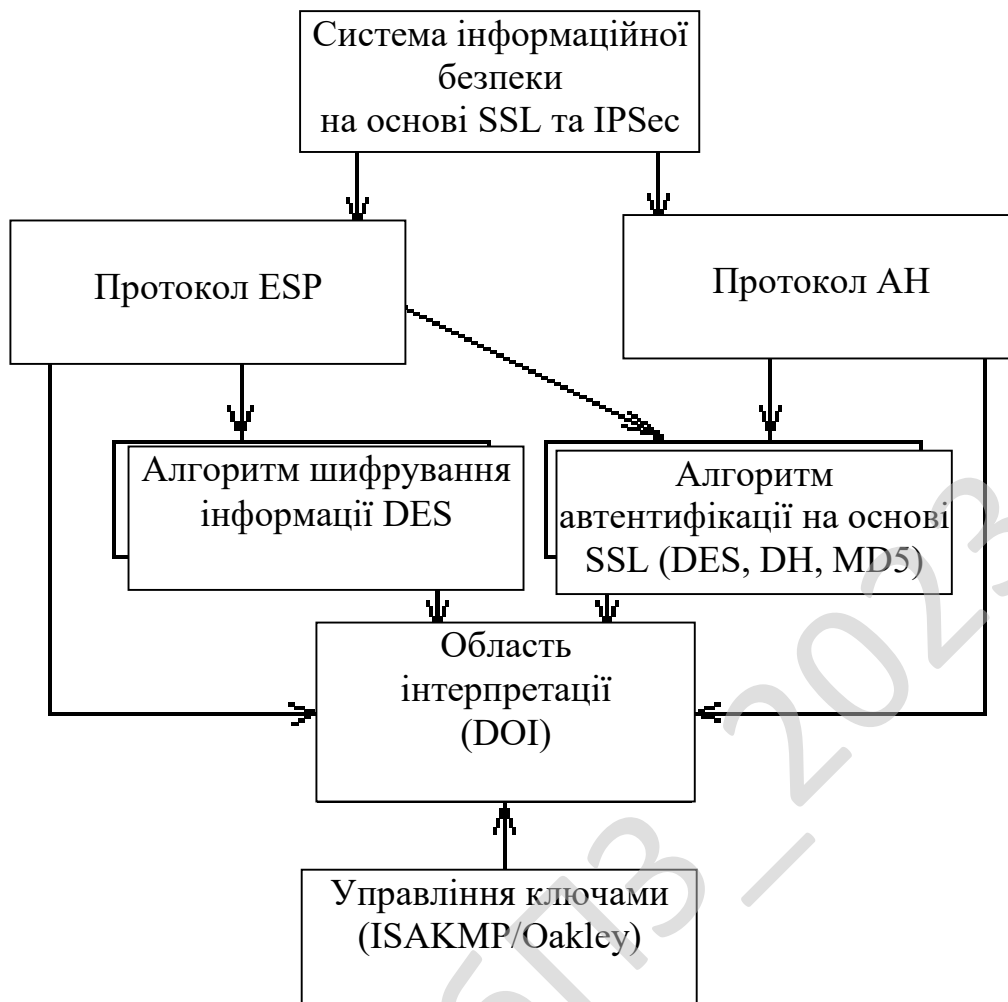 Система інформаційної
безпеки
на основі SSL та IPSec
Протокол ESP
Протокол AH
Алгоритм шифрування
інформації DES
Алгоритм
автентифікації на основі
SSL (DES, DH, MD5)
Область
інтерпретації
(DOI)
Управління ключами
(ISAKMP/Oakley)